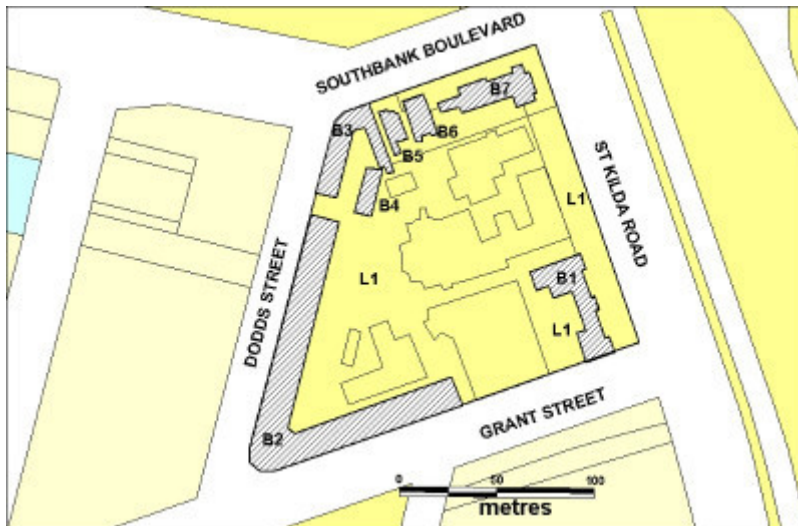 SOUTHBANK BOULEVARD
B7
B3
B6
B5
ST KILDA ROAD
B4
L1
DODDS STREET
L1
B1
L1
GRANT STREET
B2
0 50 100
metres